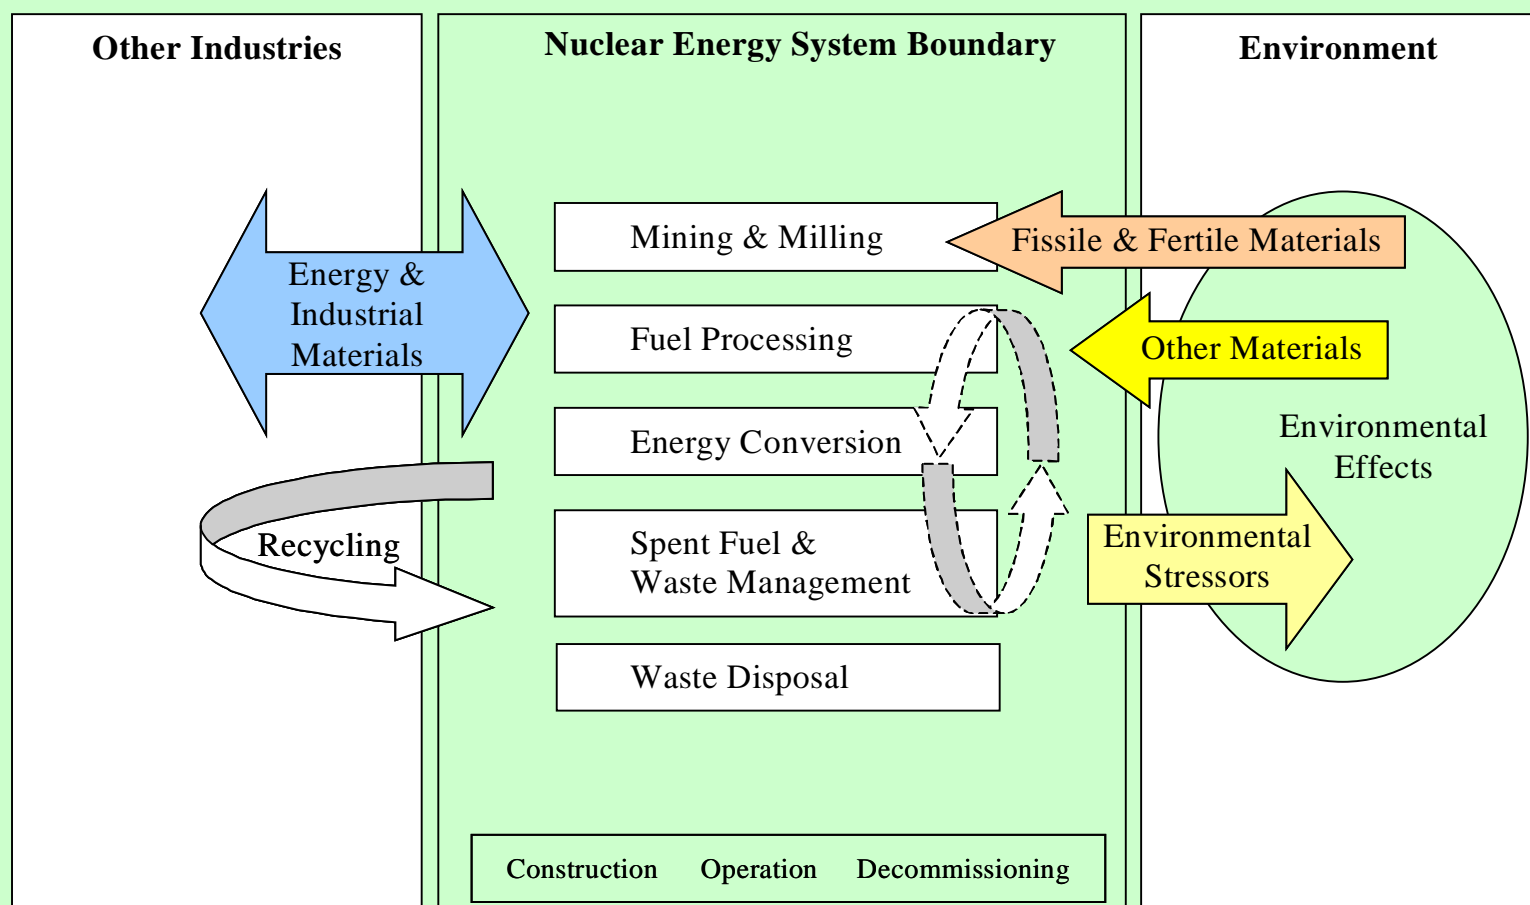 Other Industries
Nuclear Energy System Boundary
Environment
Energy &
Industrial
Materials
Recycling
Mining & Milling
Fuel Processing
Energy Conversion
Spent Fuel &
Waste Management
Waste Disposal
Fissile & Fertile Materials
Other Materials
Environmental
Effects
Environmental
Stressors
Construction Operation Decommissioning